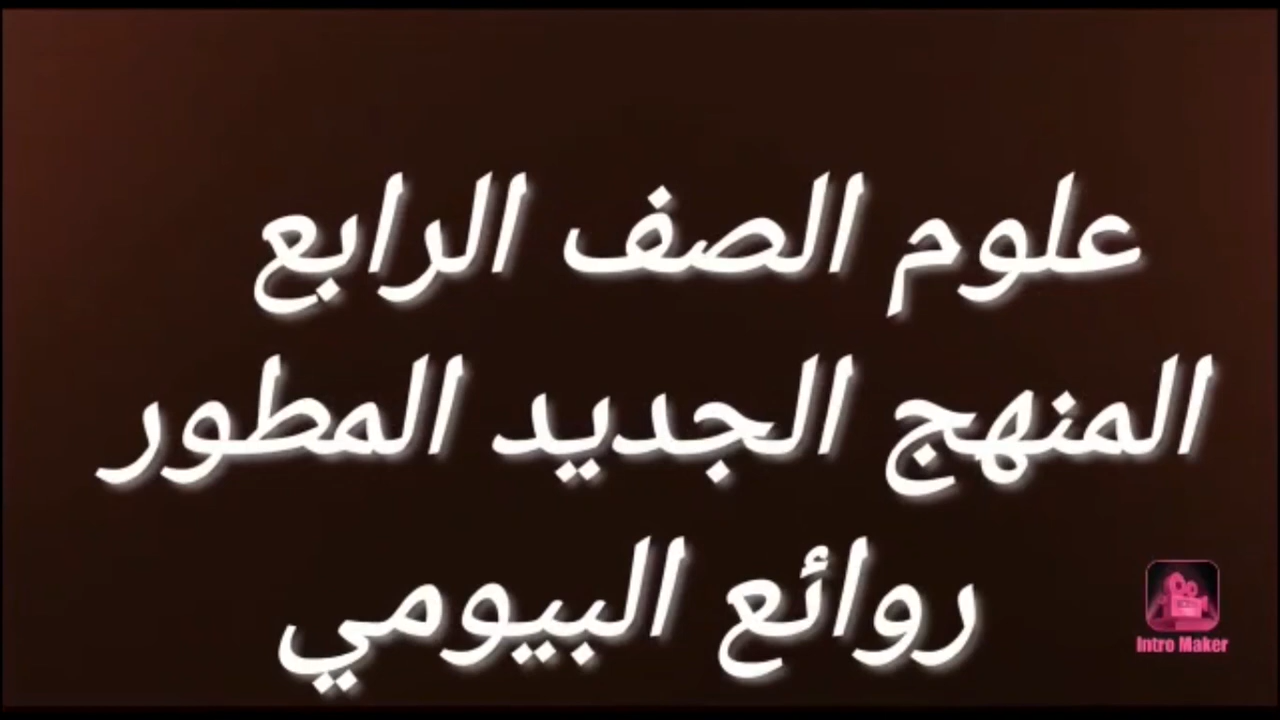 علوم الصف الرابع
المنهج الجديد المطور
روائع البيومي
Intro Maker